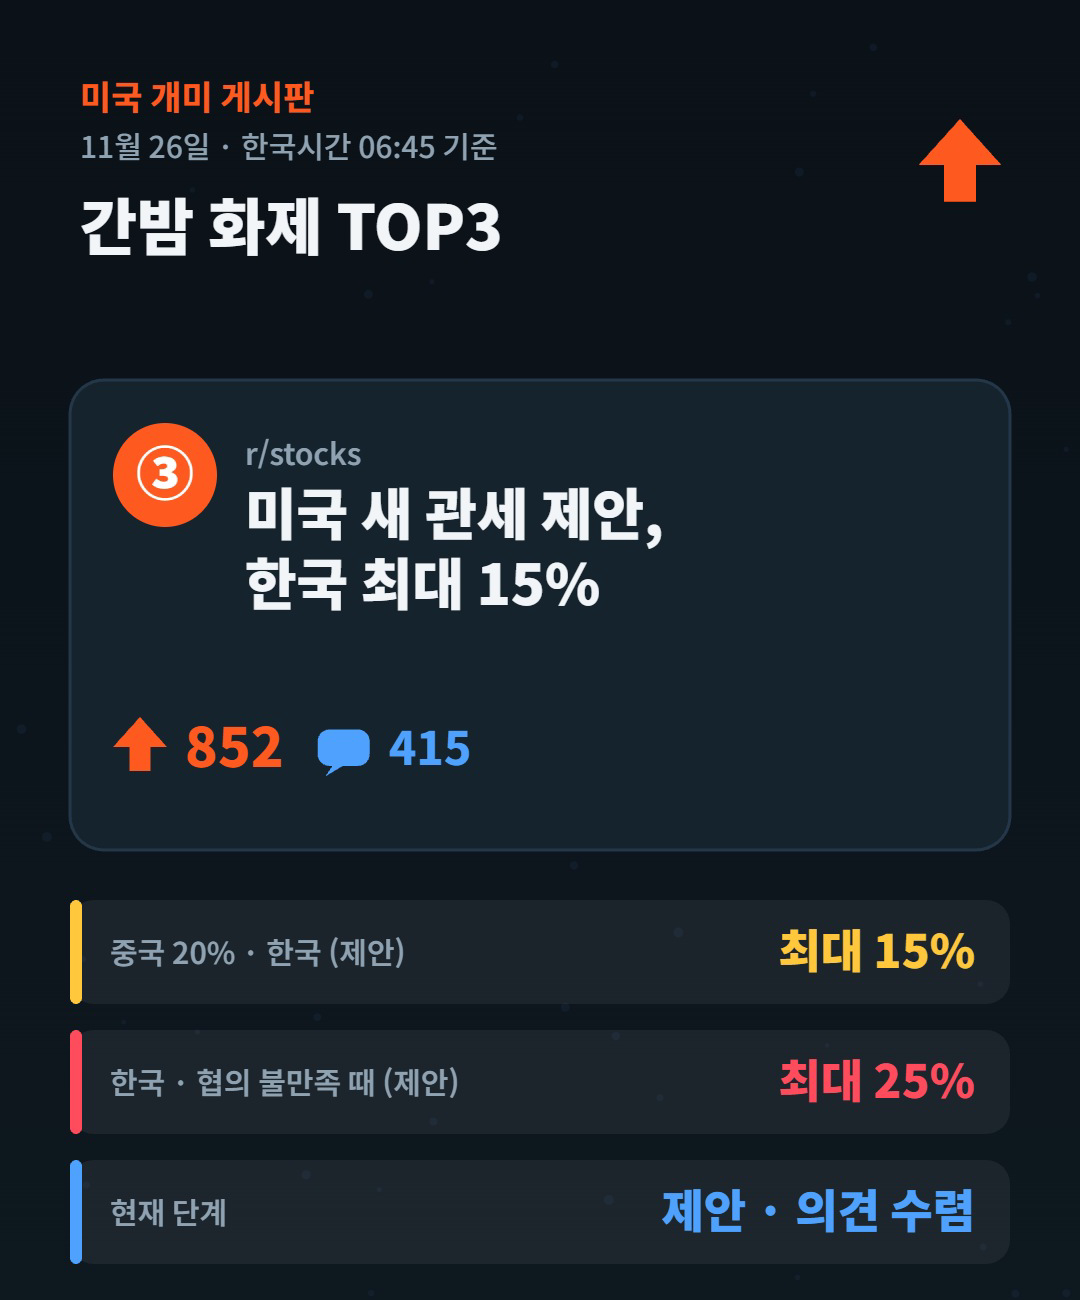 미국 개미 게시판
11월 26일 · 한국시간 06:45 기준
간밤 화제 TOP3
③
r/stocks
미국 새 관세 제안,
한국 최대 15%
852
415
중국 20% · 한국 (제안)
최대 15%
한국 · 협의 불만족 때 (제안)
최대 25%
현재 단계
제안 · 의견 수렴